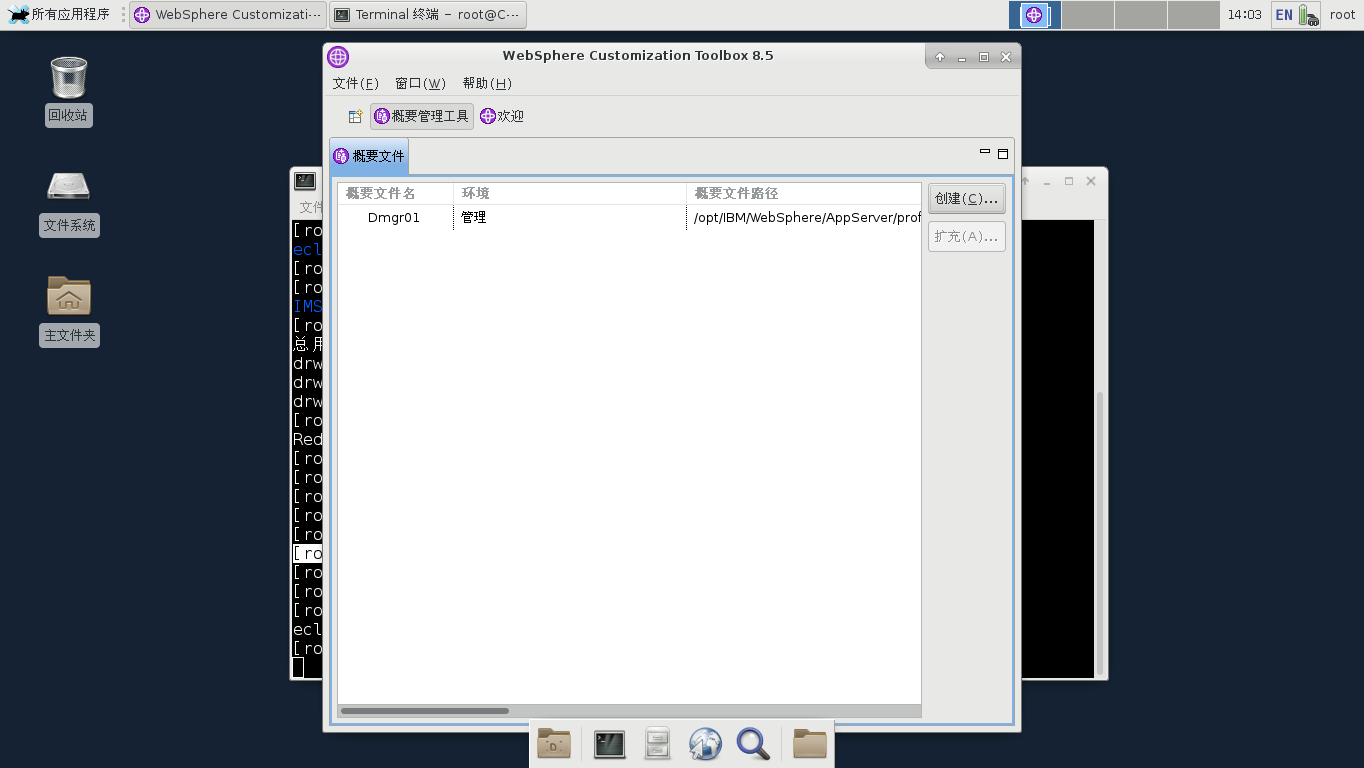 所有应用程序
WebSphere Customizati···
Terminal 终端 – root@C···
14:03
EN
root
回收站
文件系统
主文件夹
WebSphere Customization Toolbox 8.5
文件(F) 窗口(W) 帮助(H)
概要管理工具 欢迎
概要文件
概要文件名 环境 概要文件路径
Dmgr01 管理 /opt/IBM/WebSphere/AppServer/prof
创建(C)...
扩充(A)...
文件
[ro
ecl
[ro
[ro
IMS
[ro
总用
drw
drw
drw
[ro
Red
[ro
[ro
[ro
[ro
[ro
[ro
[ro
[ro
[ro
ecl
[ro